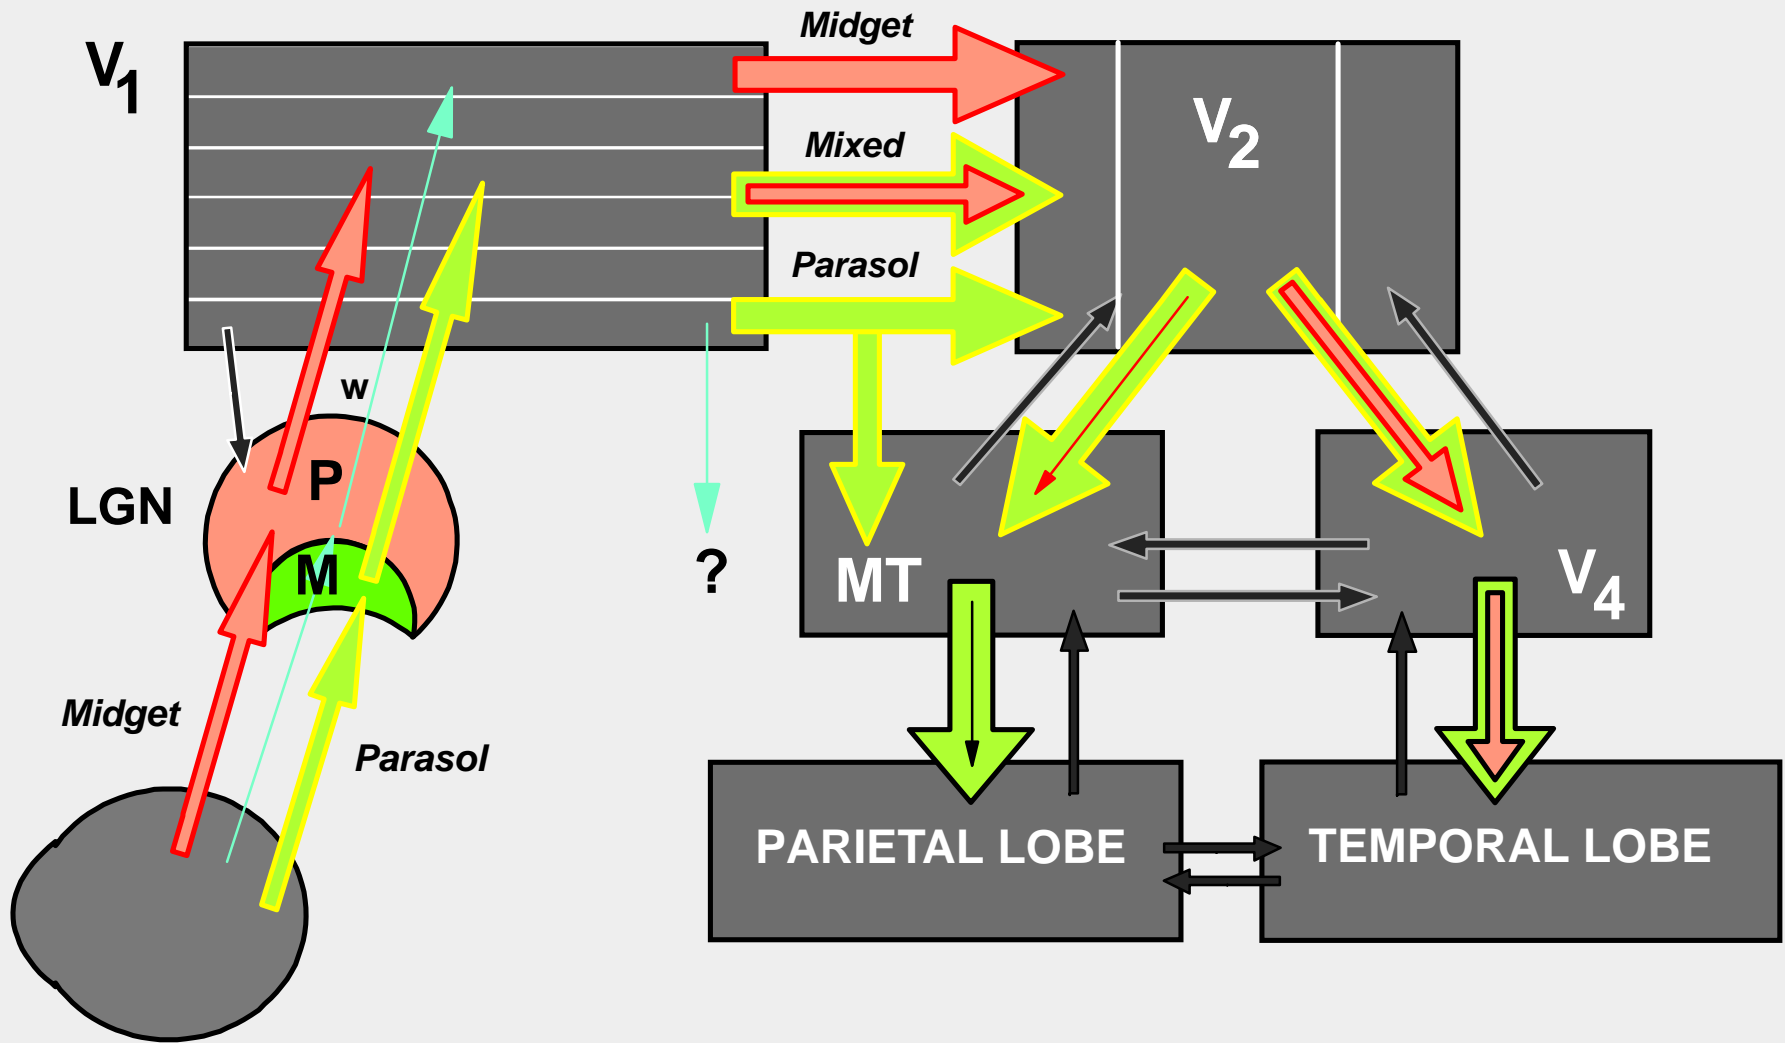 Midget
V1
Mixed
V2
Parasol
w
P
LGN
M
?
MT
V4
Midget
Parasol
PARIETAL LOBE
TEMPORAL LOBE